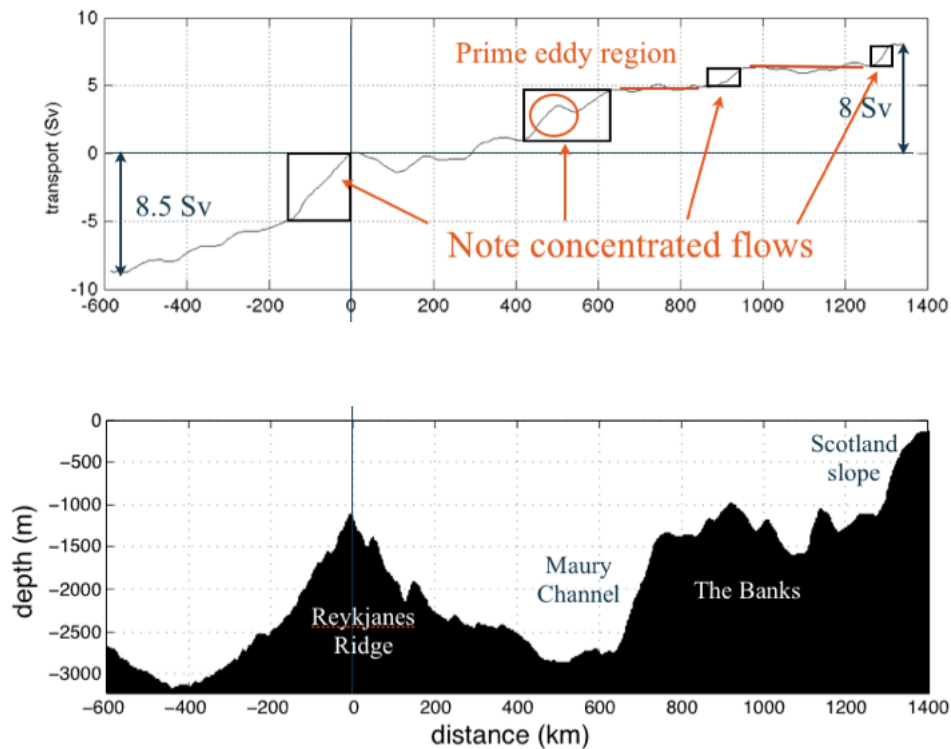 10
5
0
-5
-10
transport (Sv)
Prime eddy region
8.5 Sv
8 Sv
Note concentrated flows
-600 -400 -200 0 200 400 600 800 1000 1200 1400
0
-500
-1000
-1500
-2000
-2500
-3000
depth (m)
Scotland
slope
Maury
Channel
The Banks
Reykjanes
Ridge
-600 -400 -200 0 200 400 600 800 1000 1200 1400
distance (km)